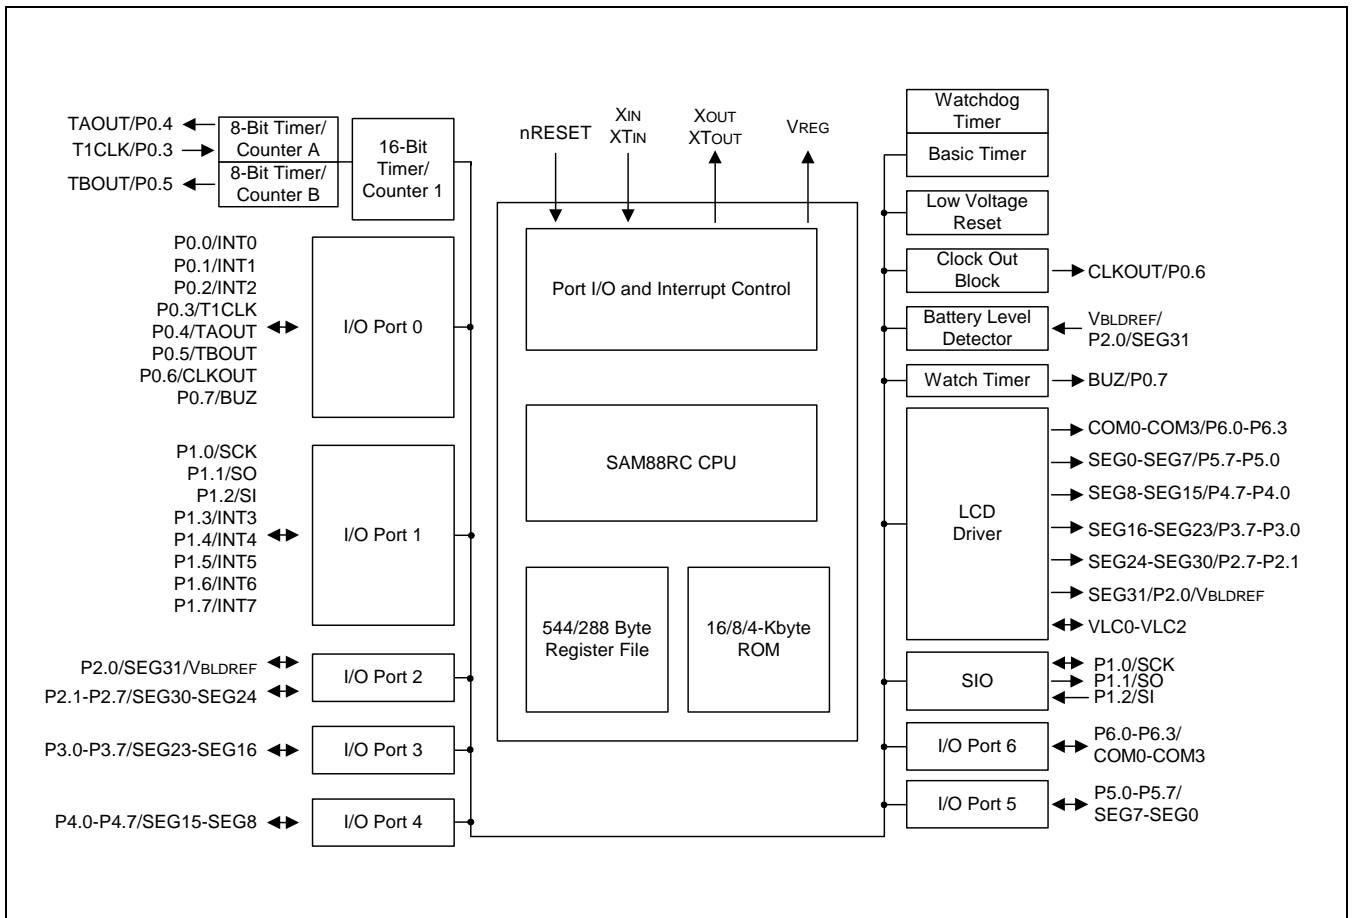 TAOUT/P0.4
T1CLK/P0.3
TBOUT/P0.5
8-Bit Timer/
Counter A
8-Bit Timer/
Counter B
16-Bit
Timer/
Counter 1
P0.0/INT0
P0.1/INT1
P0.2/INT2
P0.3/T1CLK
P0.4/TAOUT
P0.5/TBOUT
P0.6/CLKOUT
P0.7/BUZ
I/O Port 0
P1.0/SCK
P1.1/SO
P1.2/SI
P1.3/INT3
P1.4/INT4
P1.5/INT5
P1.6/INT6
P1.7/INT7
I/O Port 1
P2.0/SEG31/VBLDREF
P2.1-P2.7/SEG30-SEG24
I/O Port 2
P3.0-P3.7/SEG23-SEG16
I/O Port 3
P4.0-P4.7/SEG15-SEG8
I/O Port 4
nRESET
XIN
XTIN
XOUT
XTOUT
VREG
Port I/O and Interrupt Control
SAM88RC CPU
544/288 Byte
Register File
16/8/4-Kbyte
ROM
Watchdog
Timer
Basic Timer
Low Voltage
Reset
Clock Out
Block
CLKOUT/P0.6
Battery Level
Detector
VBLDREF/
P2.0/SEG31
Watch Timer
BUZ/P0.7
LCD
Driver
COM0-COM3/P6.0-P6.3
SEG0-SEG7/P5.7-P5.0
SEG8-SEG15/P4.7-P4.0
SEG16-SEG23/P3.7-P3.0
SEG24-SEG30/P2.7-P2.1
SEG31/P2.0/VBLDREF
VLC0-VLC2
SIO
P1.0/SCK
P1.1/SO
P1.2/SI
I/O Port 6
P6.0-P6.3/
COM0-COM3
I/O Port 5
P5.0-P5.7/
SEG7-SEG0